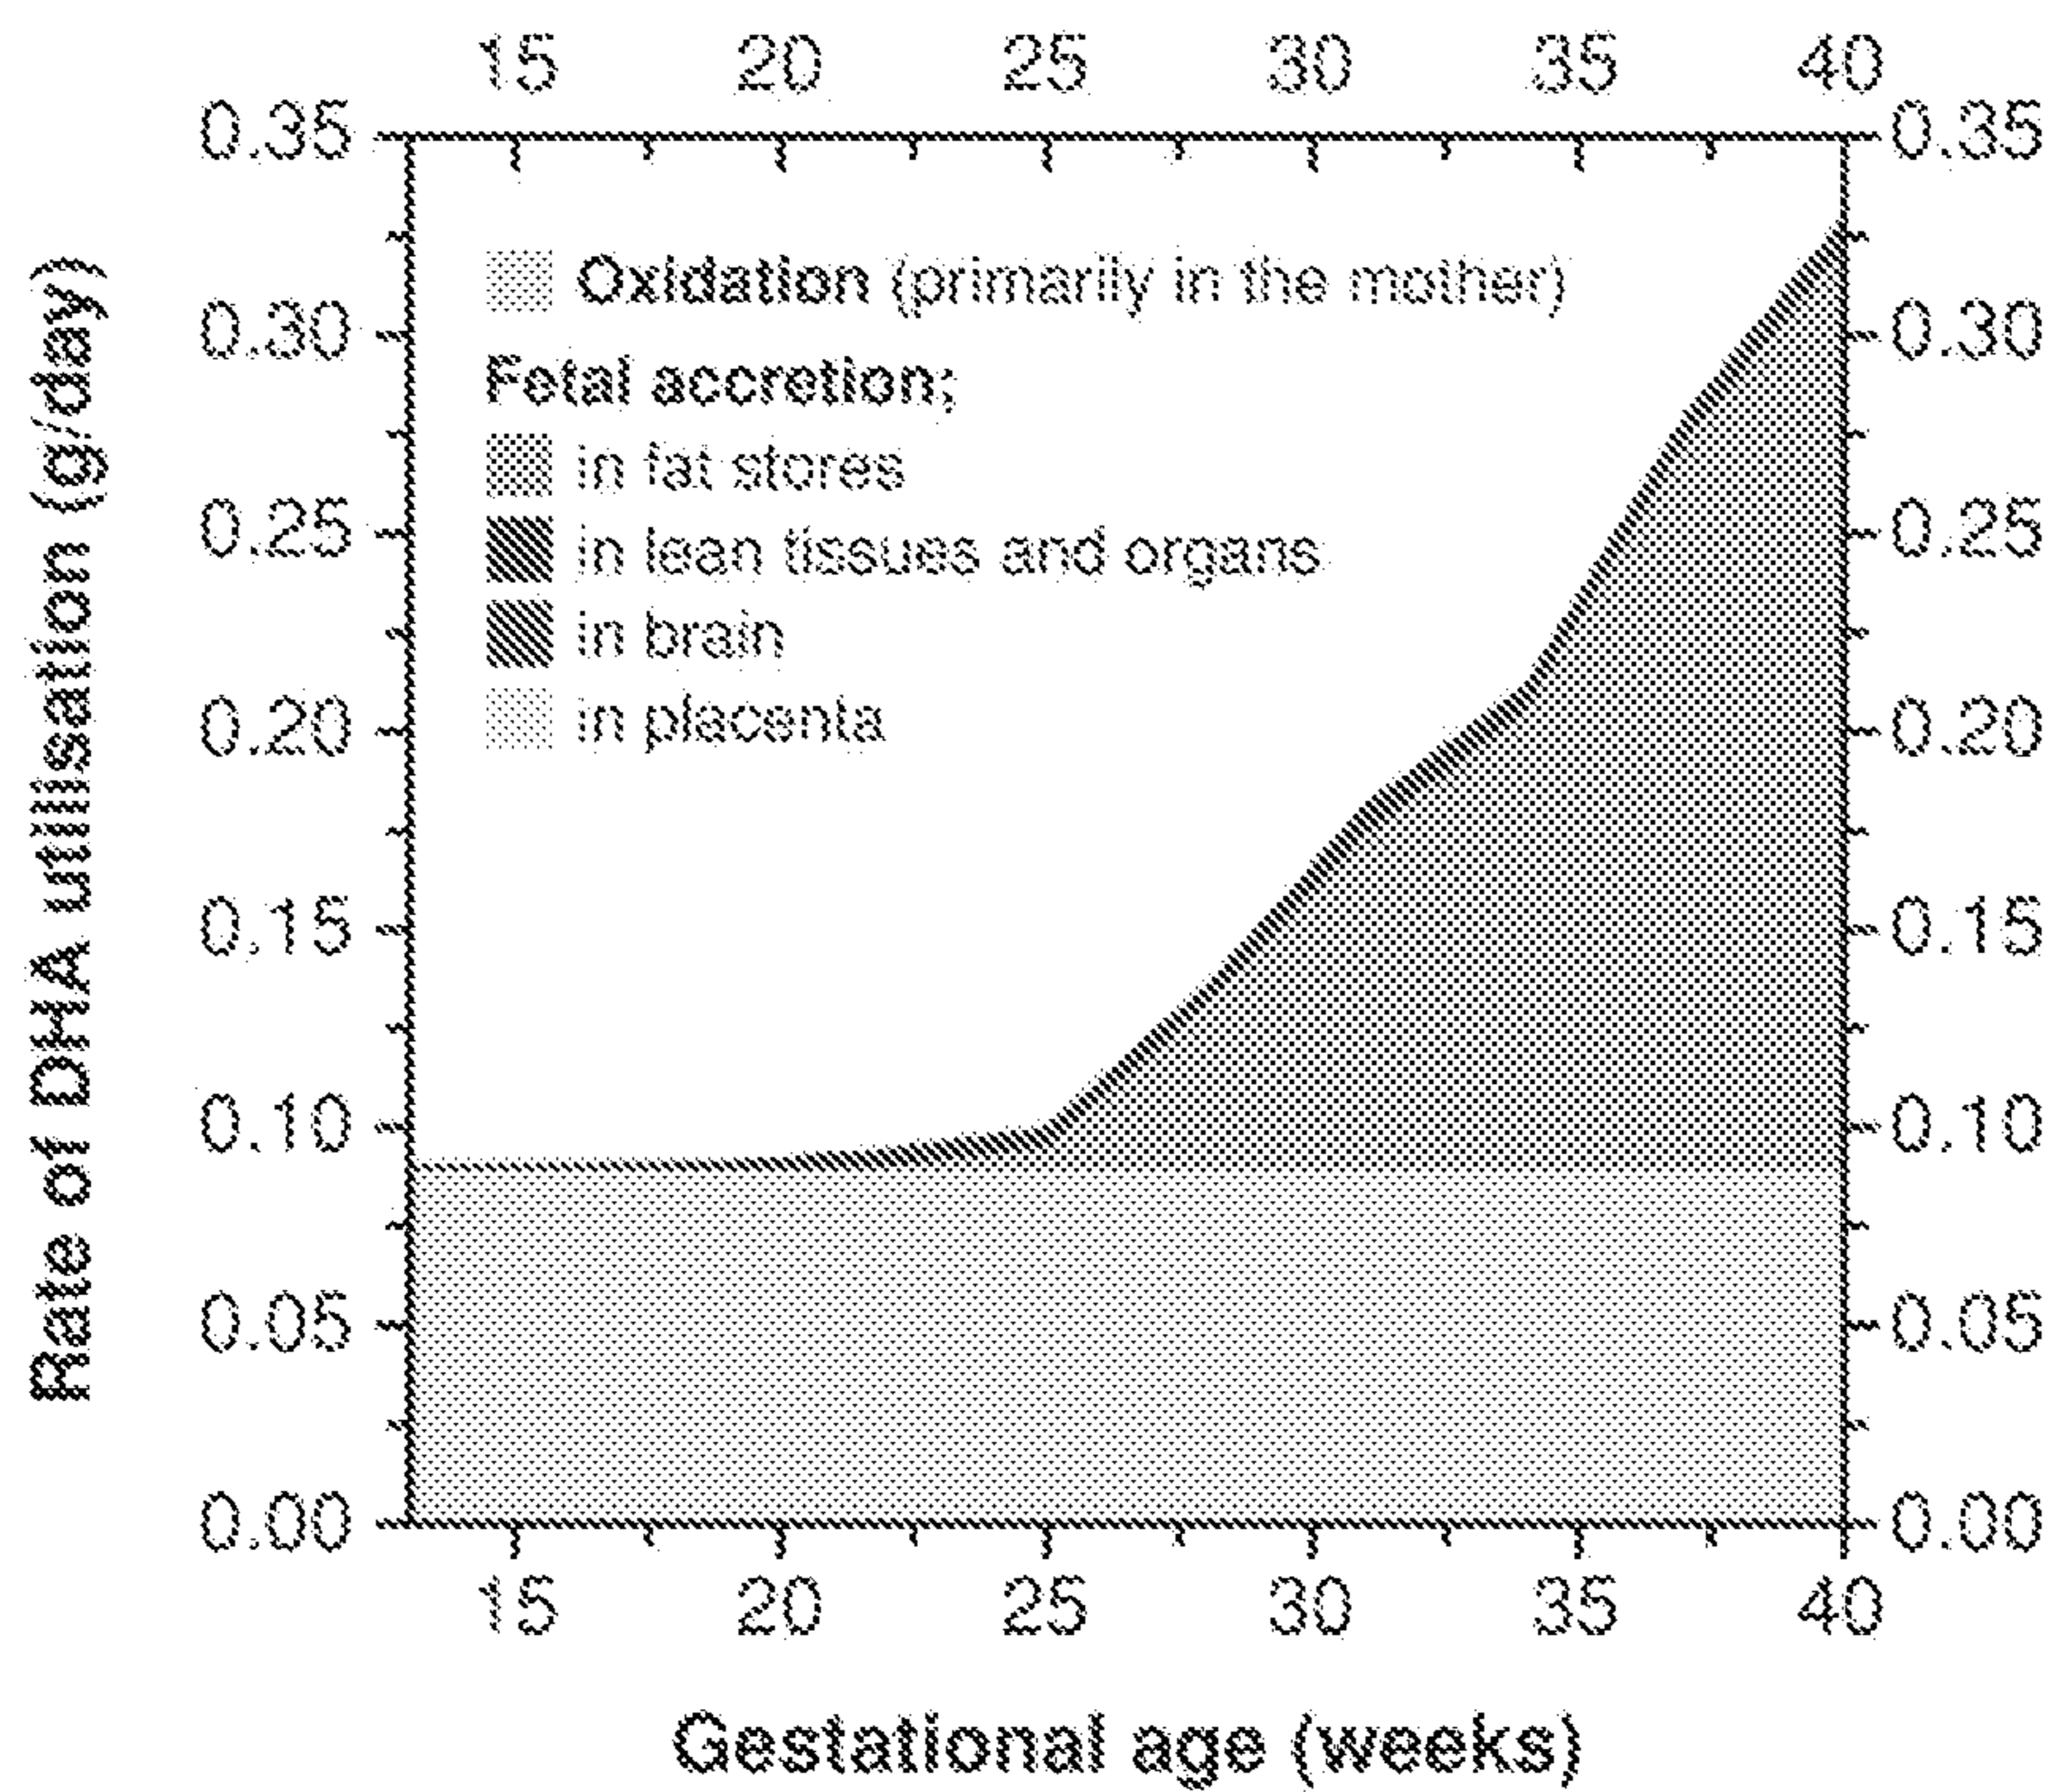 15 20 25 30 35 40
0.35 0.35
Oxidation (primarily in the mother)
0.30 0.30
Fetal accretion;
in fat stores
0.25 0.25
in lean tissues and organs
in brain
0.20 0.20
in placenta
0.15 0.15
0.10 0.10
0.05 0.05
0.00 0.00
15 20 25 30 35 40
Rate of DHA utilisation (g/day)
Gestational age (weeks)